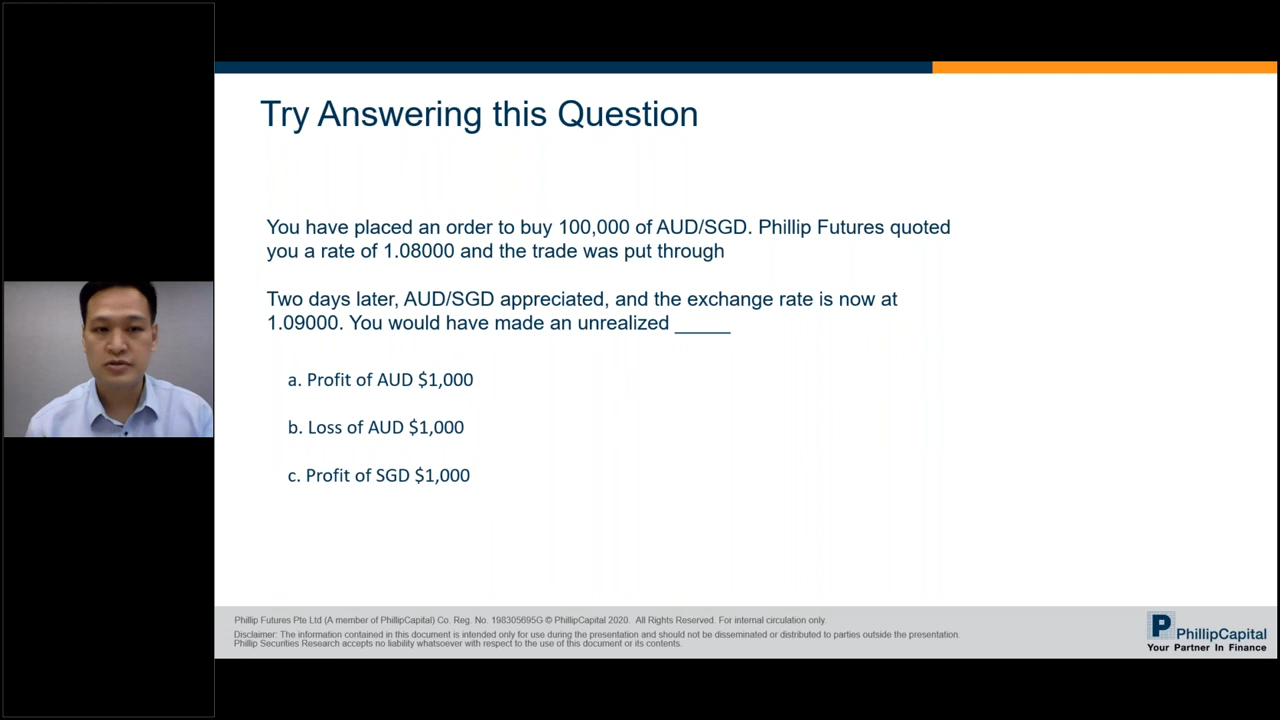 Try Answering this Question
You have placed an order to buy 100,000 of AUD/SGD. Phillip Futures quoted
you a rate of 1.08000 and the trade was put through
Two days later, AUD/SGD appreciated, and the exchange rate is now at
1.09000. You would have made an unrealized _____
a. Profit of AUD $1,000
b. Loss of AUD $1,000
c. Profit of SGD $1,000
Phillip Futures Pte Ltd (A member of PhillipCapital) Co. Reg. No. 198305695G © PhillipCapital 2020. All Rights Reserved. For internal circulation only.
Disclaimer: The information contained in this document is intended only for use during the presentation and should not be disseminated or distributed to parties outside the presentation.
Phillip Securities Research accepts no liability whatsoever with respect to the use of this document or its contents.
P PhillipCapital
Your Partner In Finance